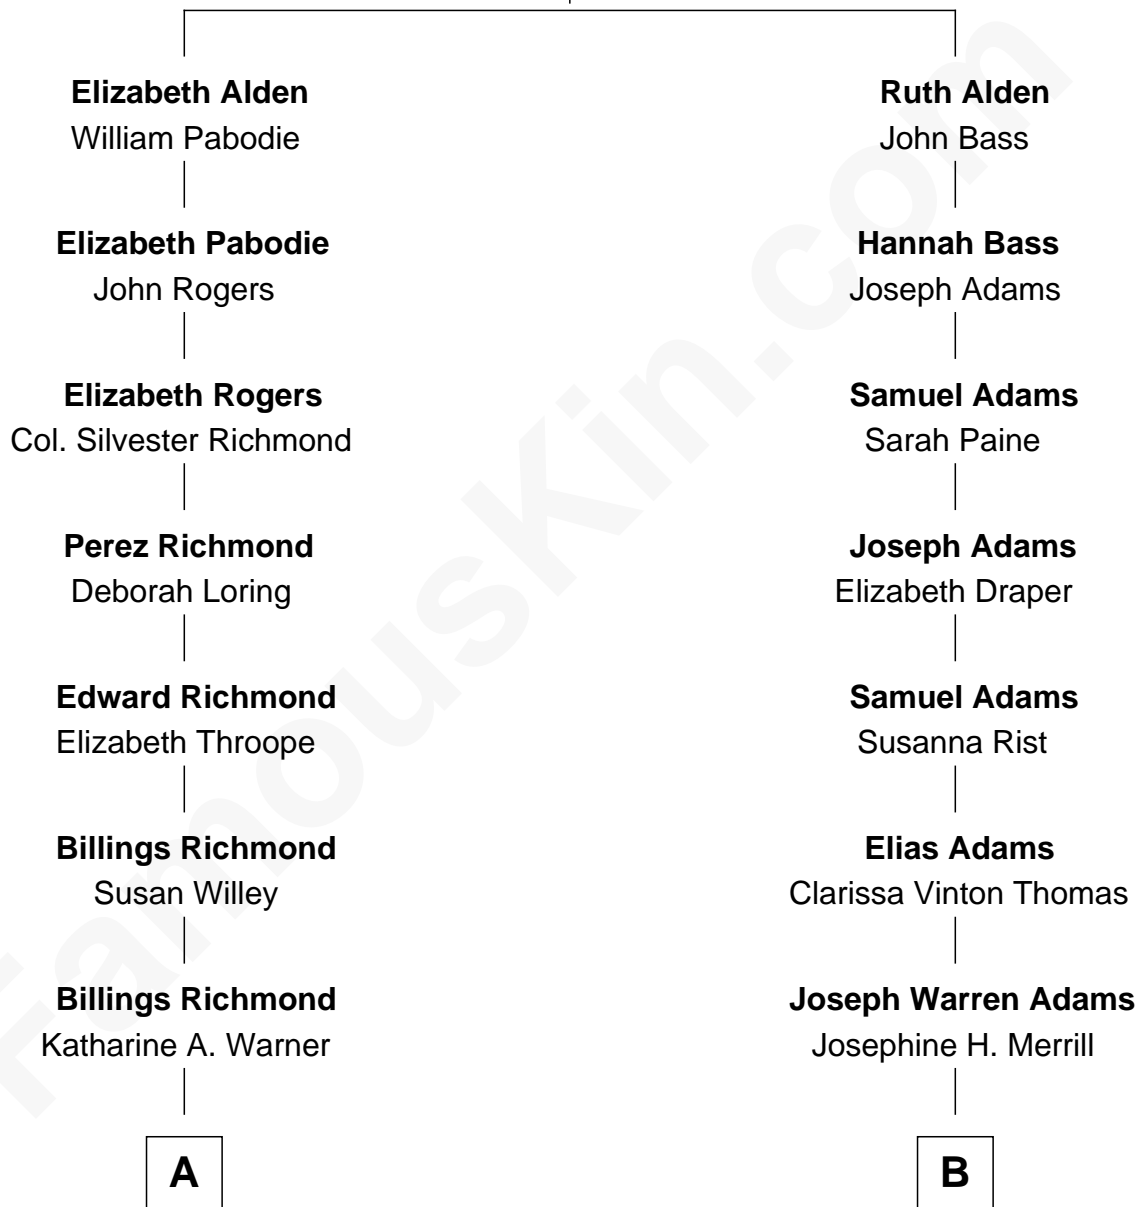 Elizabeth Alden
William Pabodie
Elizabeth Pabodie
John Rogers
Elizabeth Rogers
Col. Silvester Richmond
Perez Richmond
Deborah Loring
Edward Richmond
Elizabeth Throope
Billings Richmond
Susan Willey
Billings Richmond
Katharine A. Warner
A
Ruth Alden
John Bass
Hannah Bass
Joseph Adams
Samuel Adams
Sarah Paine
Joseph Adams
Elizabeth Draper
Samuel Adams
Susanna Rist
Elias Adams
Clarissa Vinton Thomas
Joseph Warren Adams
Josephine H. Merrill
B
FamousKin.com